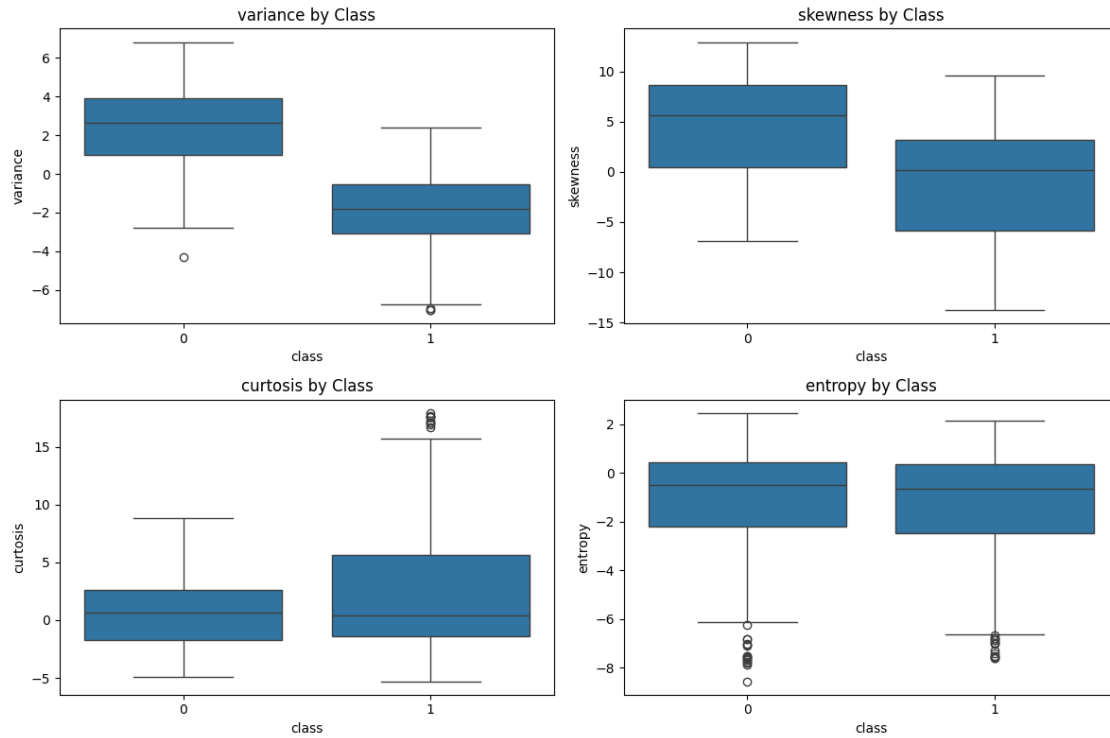 variance by Class
6
4
2
0
−2
−4
−6
variance
0 1
class
skewness by Class
10
5
0
−5
−10
−15
skewness
0 1
class
curtosis by Class
15
10
5
0
−5
curtosis
0 1
class
entropy by Class
2
0
−2
−4
−6
−8
entropy
0 1
class